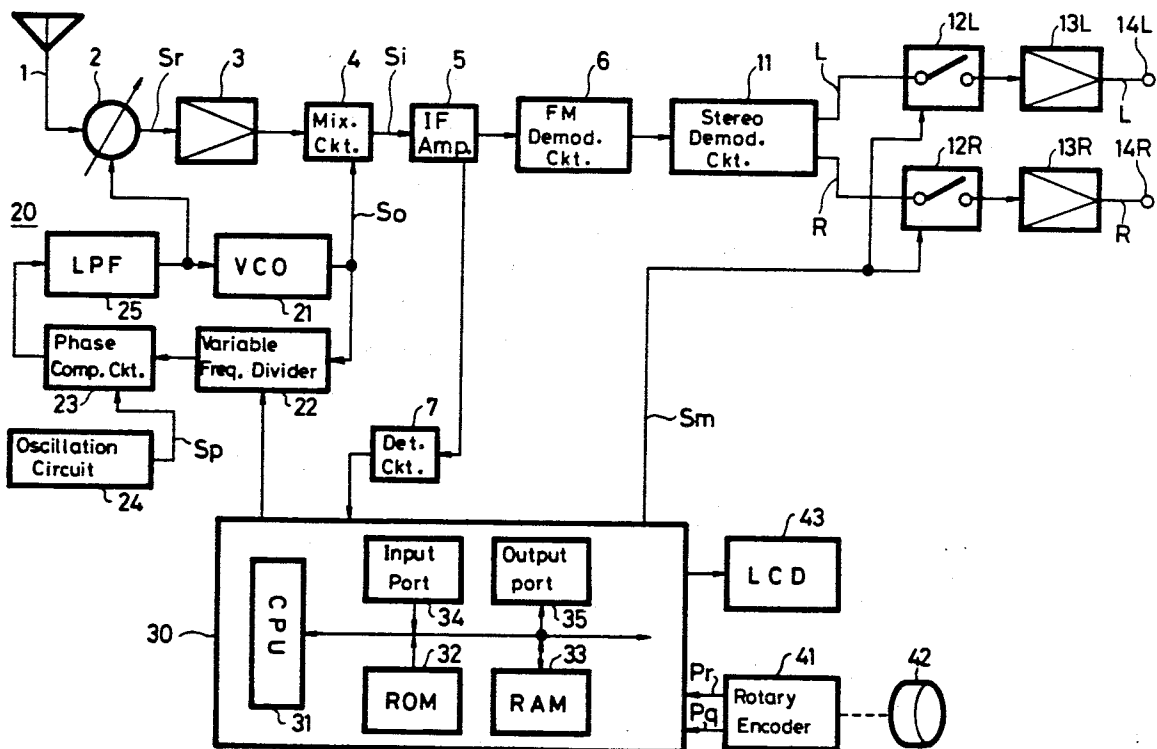 1
2
Sr
3
4
Mix.
Ckt.
Si
5
IF
Amp.
6
FM
Demod.
Ckt.
11
Stereo
Demod.
Ckt.
L
R
12L
13L
14L
L
12R
13R
14R
R
20
LPF
25
VCO
21
So
Phase
Comp. Ckt.
23
Variable
Freq. Divider
22
Sp
Oscillation
Circuit
24
7
Det.
Ckt.
Sm
30
CPU
31
Input
Port
34
Output
port
35
32
ROM
33
RAM
43
LCD
Pr
Pq
41
Rotary
Encoder
42